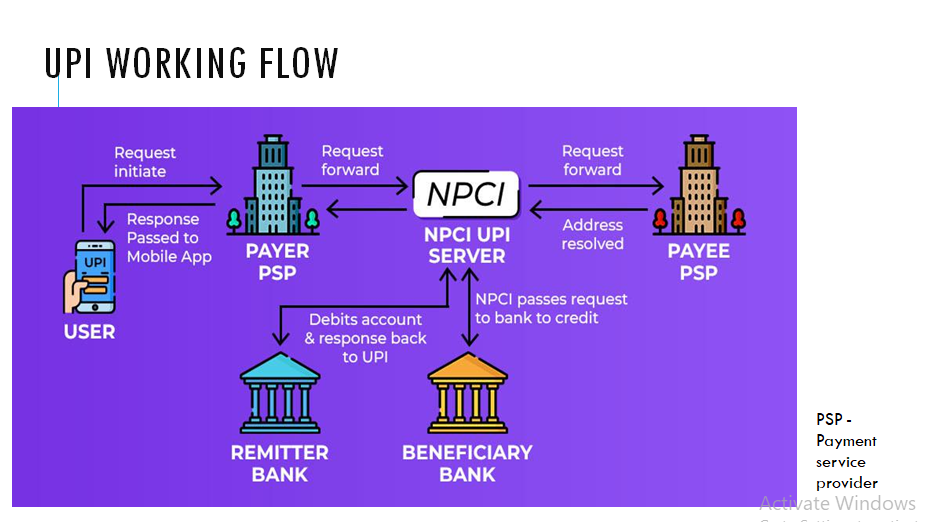 UPI WORKING FLOW
Request
initiate
Request
forward
Request
forward
Response
Passed to
Mobile App
UPI
USER
PAYER
PSP
NPCI
NPCI UPI
SERVER
Address
resolved
PAYEE
PSP
Debits account
& response back
to UPI
NPCI passes request
to bank to credit
REMITTER
BANK
BENEFICIARY
BANK
PSP -
Payment
service
provider
Activate Windows